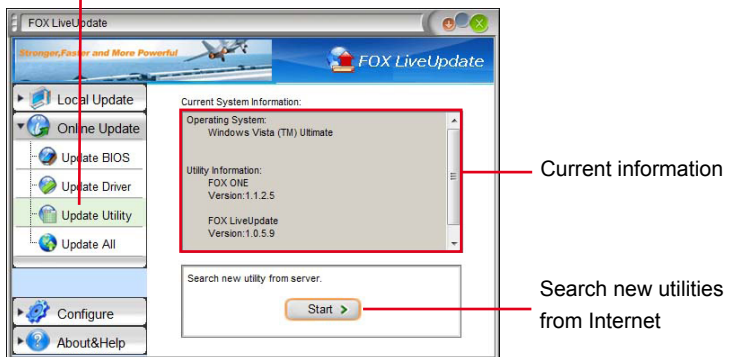 FOX LiveUpdate
Stronger,Faster and More Powerful
FOX LiveUpdate
Local Update
Online Update
Update BIOS
Update Driver
Update Utility
Update All
Configure
About&Help
Current System Information:
Operating System:
Windows Vista (TM) Ultimate
Utility Information:
FOX ONE
Version:1.1.2.5
FOX LiveUpdate
Version:1.0.5.9
Search new utility from server.
Start
Current information
Search new utilities
from Internet